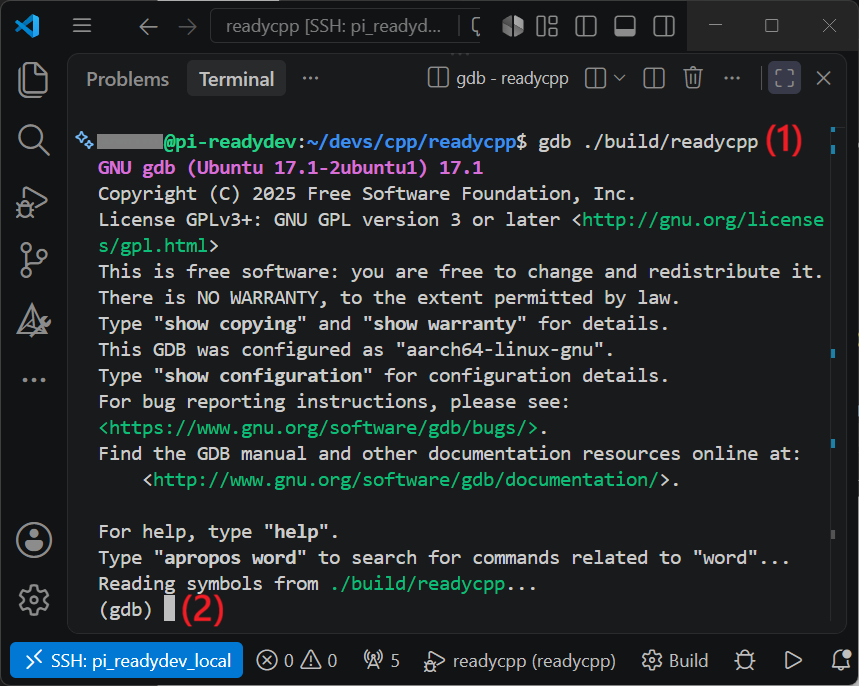 readycpp [SSH: pi_readyd...
Problems Terminal ... gdb - readycpp ...
@pi-readydev:~/devs/cpp/readycpp$ gdb ./build/readycpp (1)
GNU gdb (Ubuntu 17.1-2ubuntu1) 17.1
Copyright (C) 2025 Free Software Foundation, Inc.
License GPLv3+: GNU GPL version 3 or later <http://gnu.org/license
s/gpl.html>
This is free software: you are free to change and redistribute it.
There is NO WARRANTY, to the extent permitted by law.
Type "show copying" and "show warranty" for details.
This GDB was configured as "aarch64-linux-gnu".
Type "show configuration" for configuration details.
For bug reporting instructions, please see:
<https://www.gnu.org/software/gdb/bugs/>.
Find the GDB manual and other documentation resources online at:
<http://www.gnu.org/software/gdb/documentation/>.
For help, type "help".
Type "apropos word" to search for commands related to "word"...
Reading symbols from ./build/readycpp...
(gdb) (2)
SSH: pi_readydev_local 0 0 5 readycpp (readycpp) Build